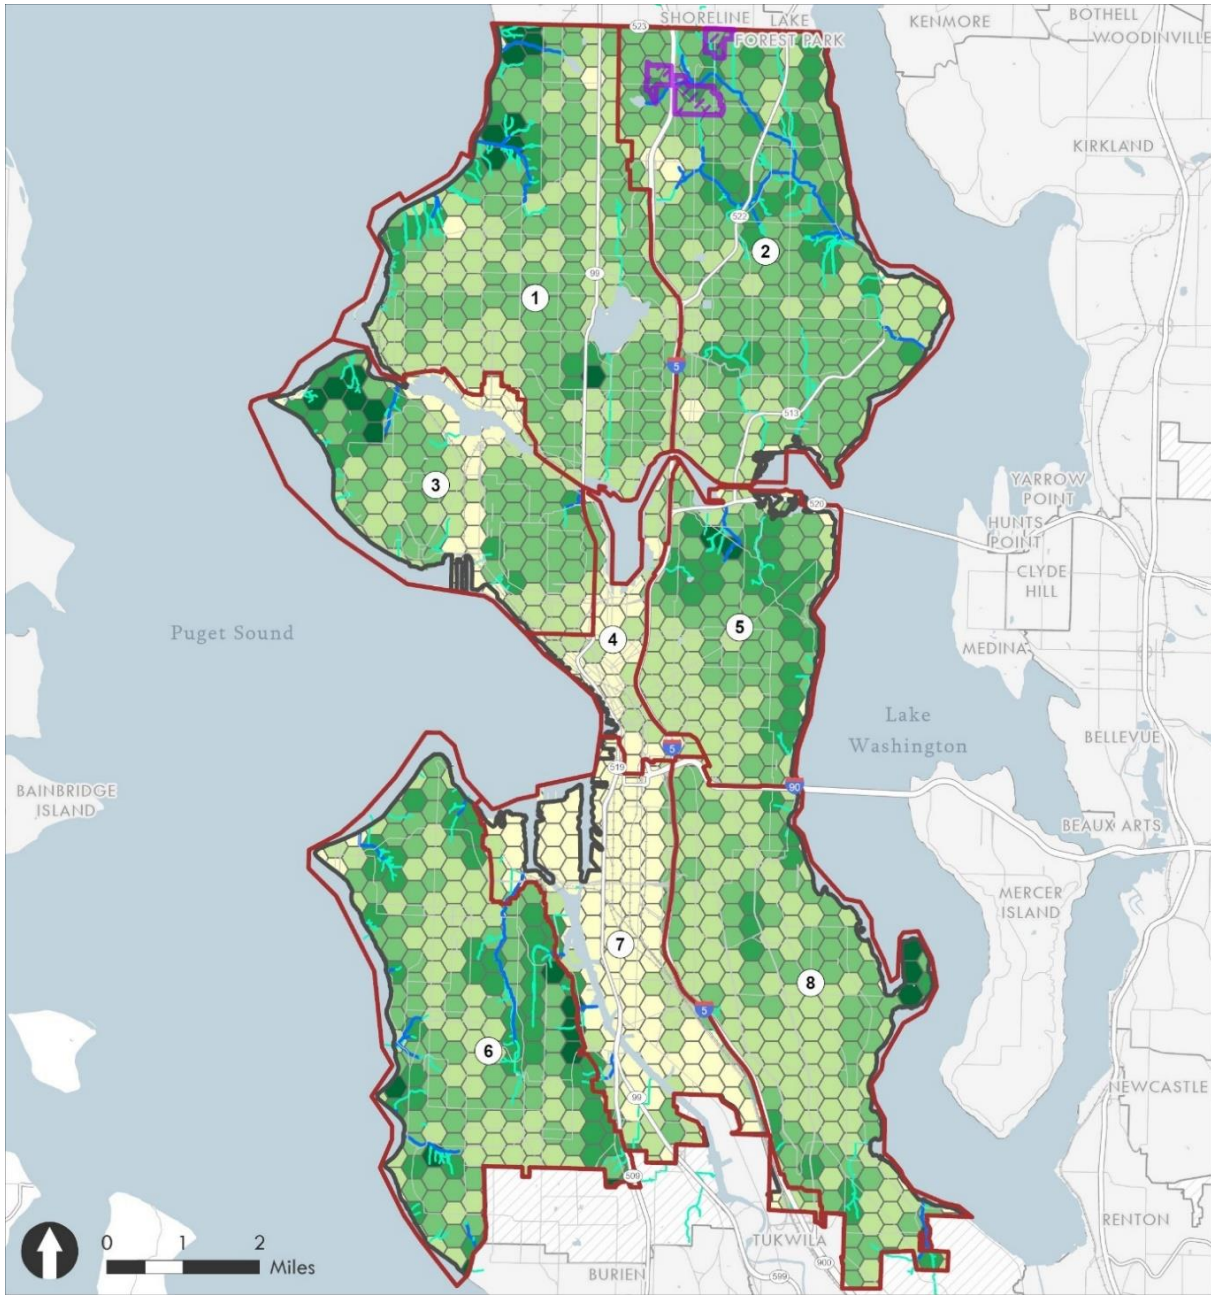 SHORELINE
LAKE
FOREST PARK
KENMORE
BOTHELL
WOODINVILLE
523
KIRKLAND
522
2
99
1
5
513
3
520
YARROW
POINT
HUNTS
POINT
CLYDE
HILL
MEDINA
Puget Sound
4
5
Lake
Washington
BELLEVUE
5
519
90
BAINBRIDGE
ISLAND
BEAUX ARTS
MERCER
ISLAND
7
8
5
6
NEWCASTLE
99
509
RENTON
TUKWILA
900
599
BURIEN
0 1 2
Miles